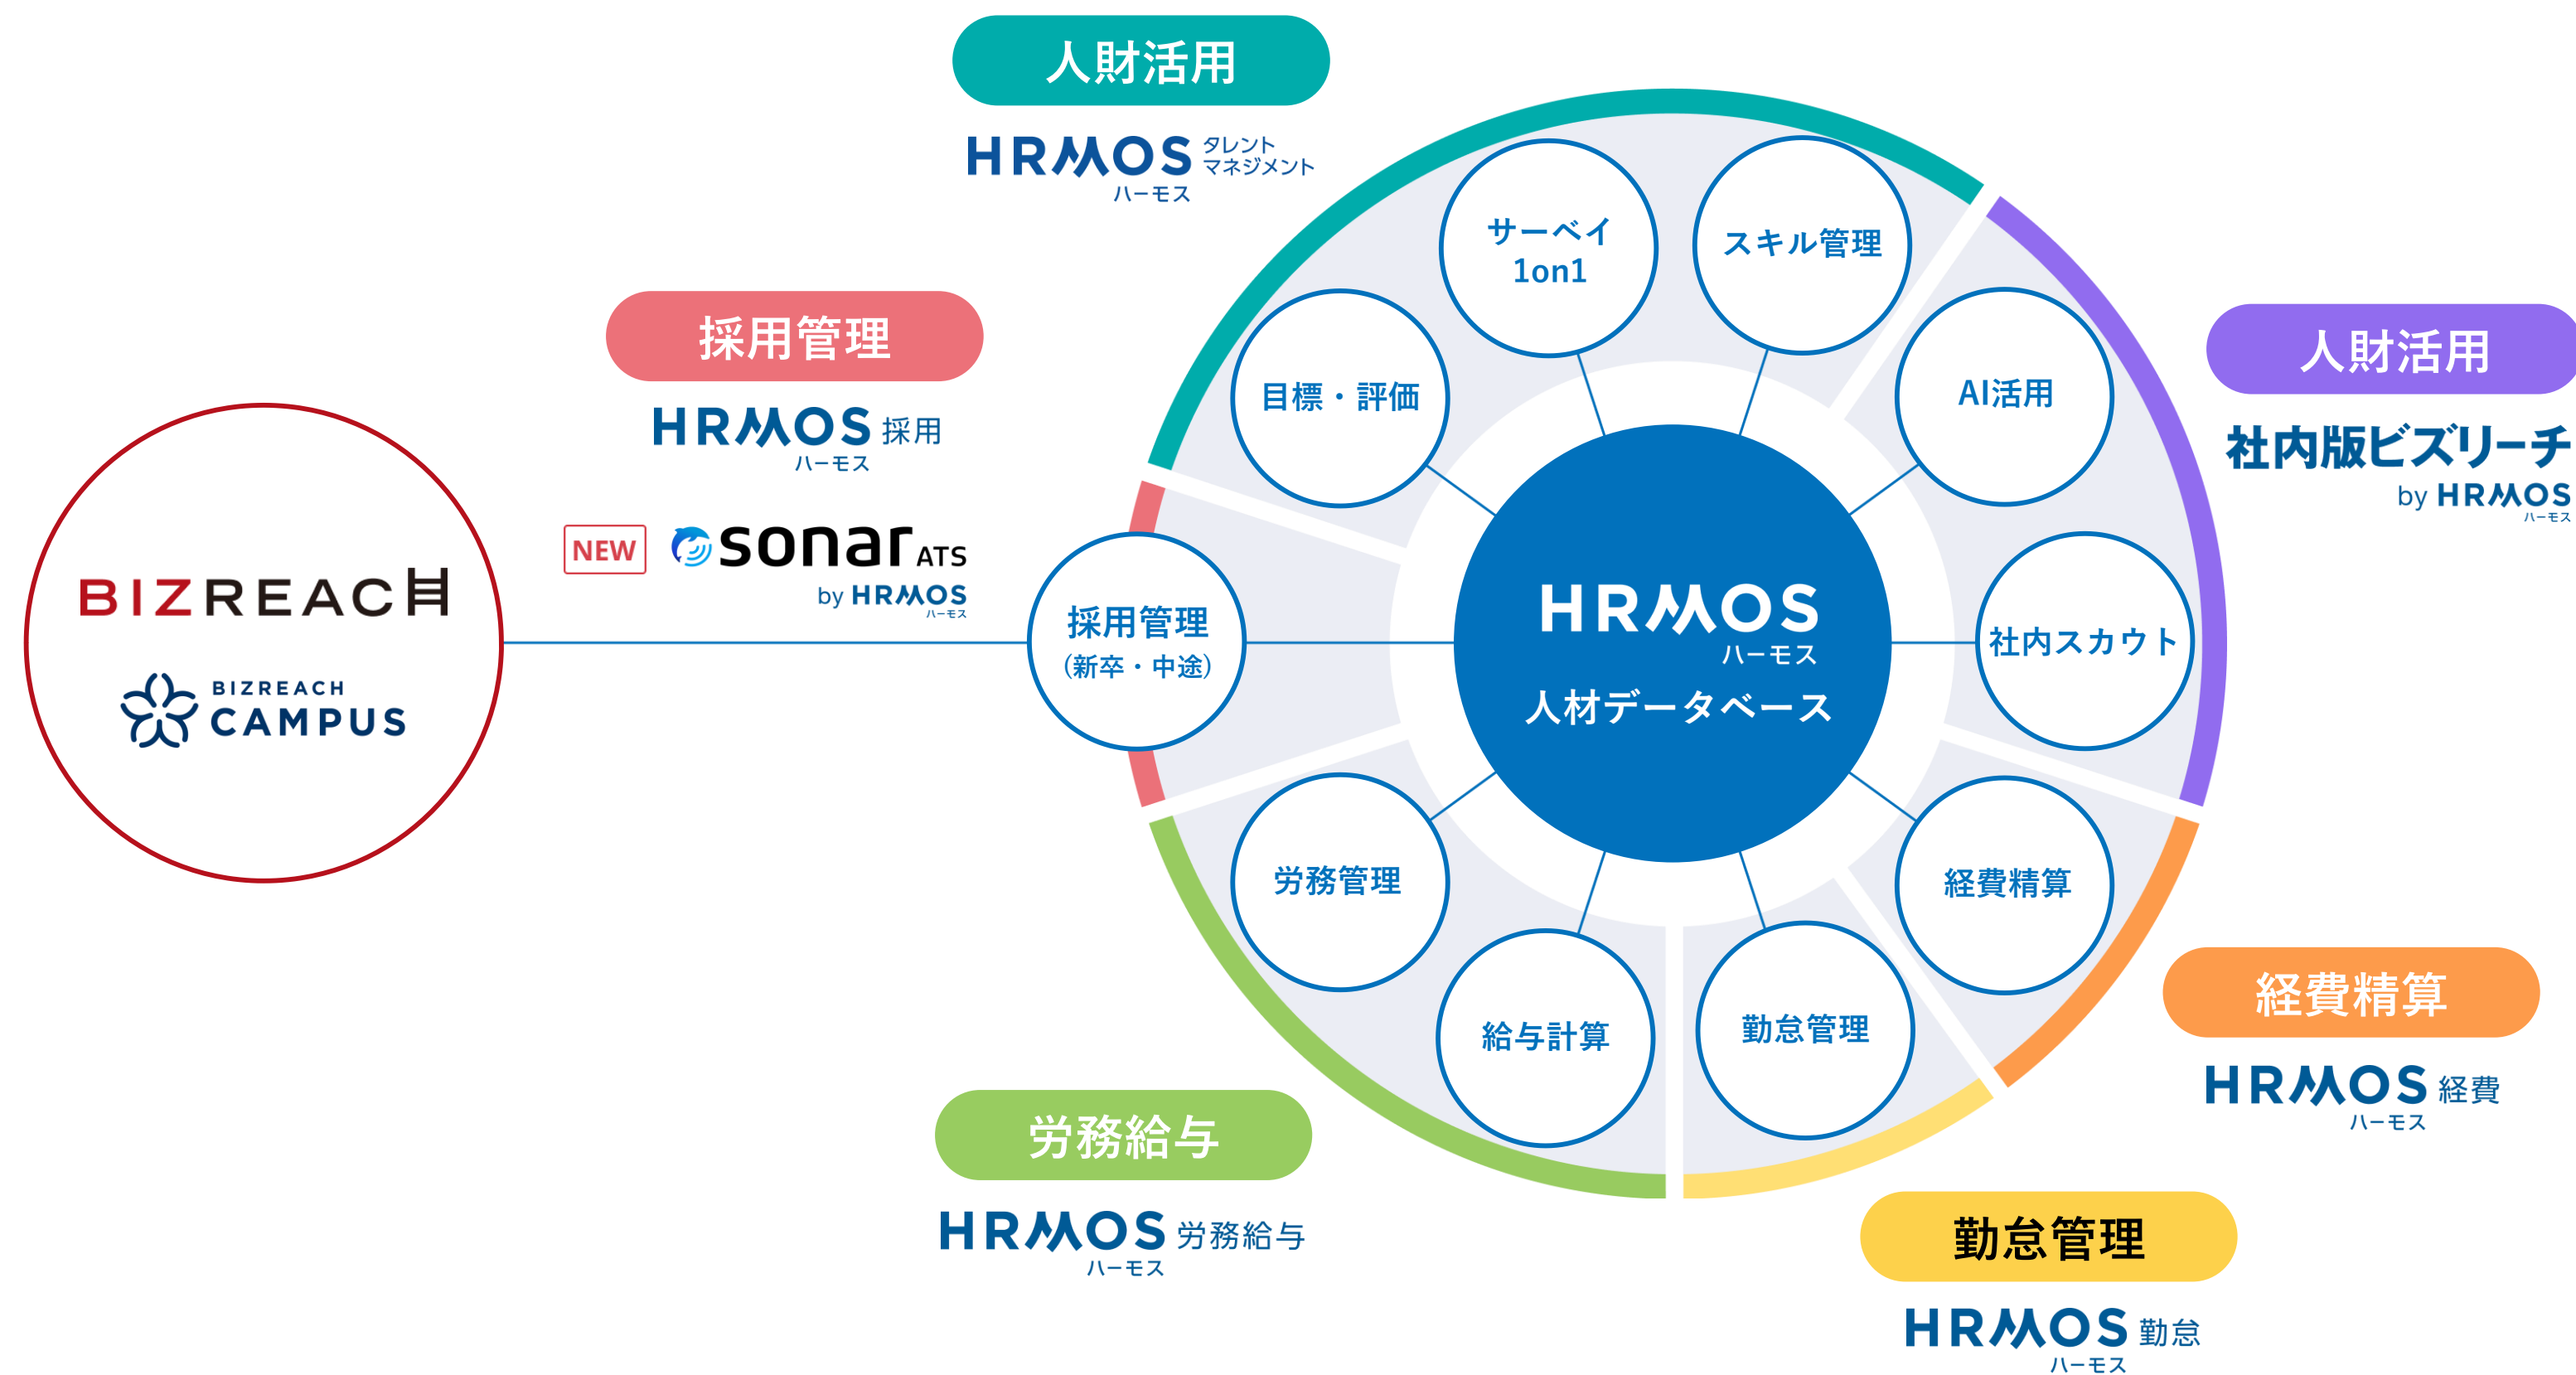 人財活用
HRMOS タレント
マネジメント
ハーモス
採用管理
HRMOS 採用
ハーモス
NEW
sonar ATS
by HRMOS
ハーモス
BIZREACH
BIZREACH
CAMPUS
サーベイ
1on1
スキル管理
目標・評価
AI活用
採用管理
(新卒・中途)
HRMOS
ハーモス
人材データベース
社内スカウト
労務管理
経費精算
給与計算
勤怠管理
人財活用
社内版ビズリーチ
by HRMOS
ハーモス
経費精算
HRMOS 経費
ハーモス
労務給与
HRMOS 労務給与
ハーモス
勤怠管理
HRMOS 勤怠
ハーモス